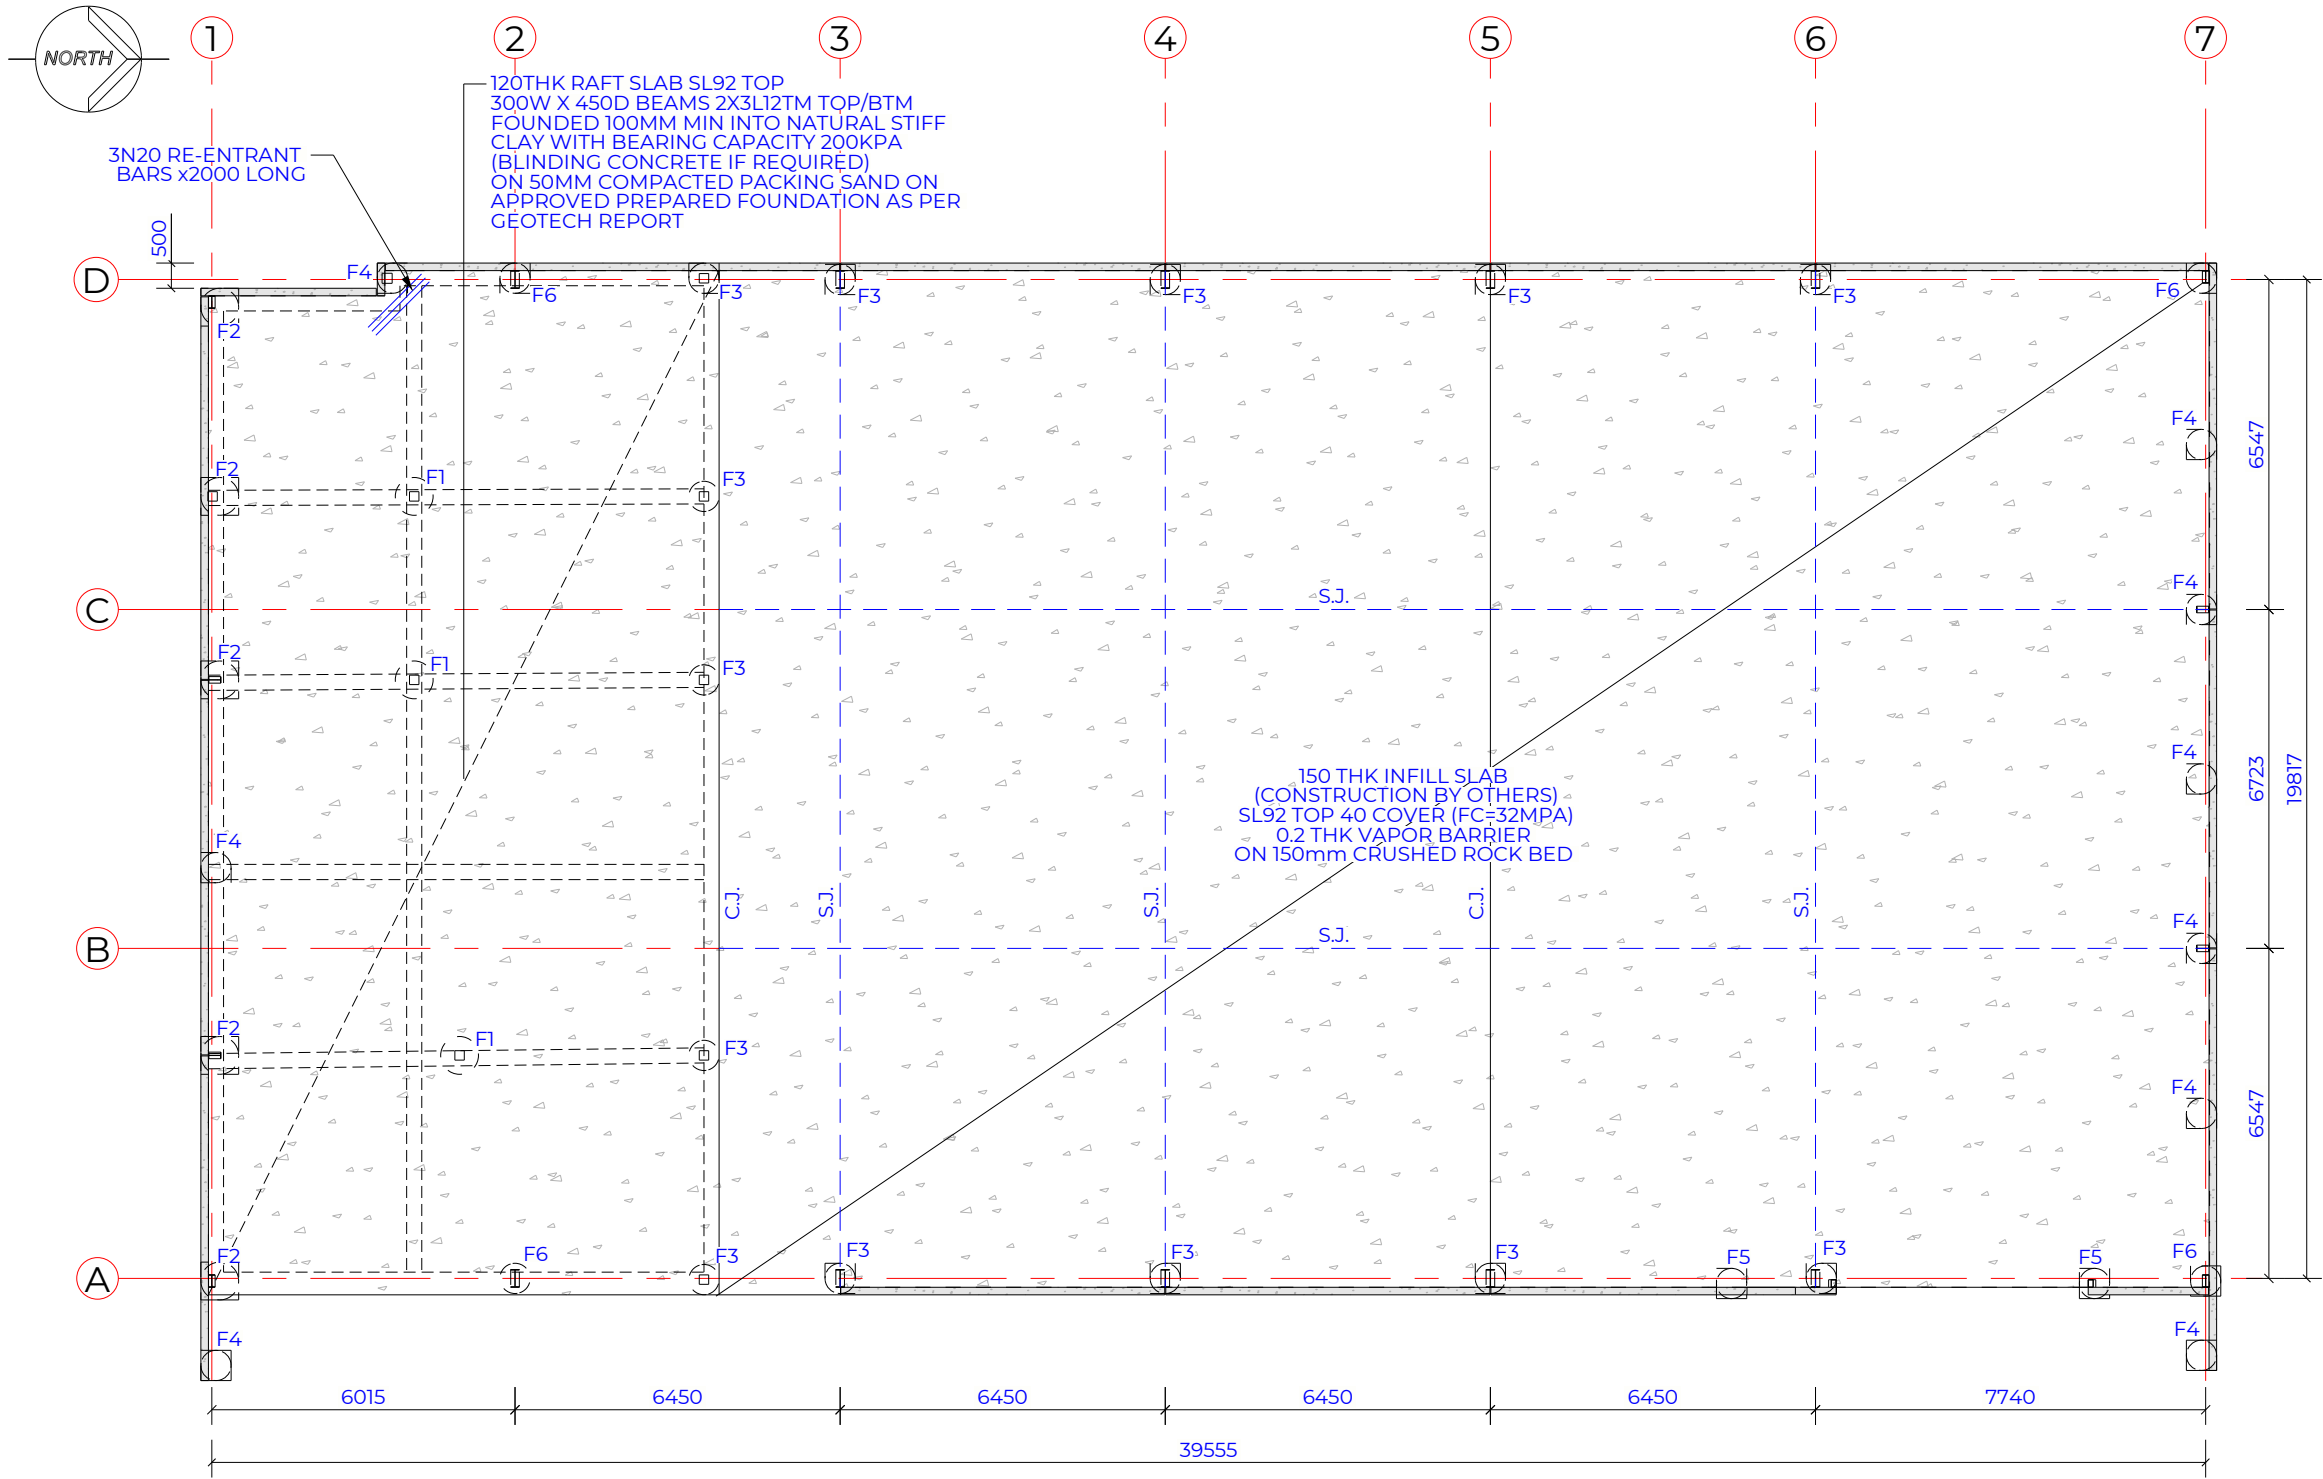 NORTH
1
2
3
4
5
6
7
120THK RAFT SLAB SL92 TOP
300W X 450D BEAMS 2X3L12TM TOP/BTM
FOUNDED 100MM MIN INTO NATURAL STIFF
CLAY WITH BEARING CAPACITY 200KPA
(BLINDING CONCRETE IF REQUIRED)
ON 50MM COMPACTED PACKING SAND ON
APPROVED PREPARED FOUNDATION AS PER
GEOTECH REPORT
3N20 RE-ENTRANT
BARS x2000 LONG
500
D
F4
F6
F3
F3
F3
F3
F3
F6
F2
F4
6547
F2
F1
F3
C
S.J.
F4
F2
F1
F3
F4
6723
19817
150 THK INFILL SLAB
(CONSTRUCTION BY OTHERS)
SL92 TOP 40 COVER (FC=32MPA)
0.2 THK VAPOR BARRIER
ON 150mm CRUSHED ROCK BED
F4
C.J.
S.J.
S.J.
C.J.
S.J.
B
S.J.
F4
F2
F1
F3
F4
6547
A
F2
F6
F3
F3
F3
F3
F5
F3
F5
F6
F4
F4
6015
6450
6450
6450
6450
7740
39555